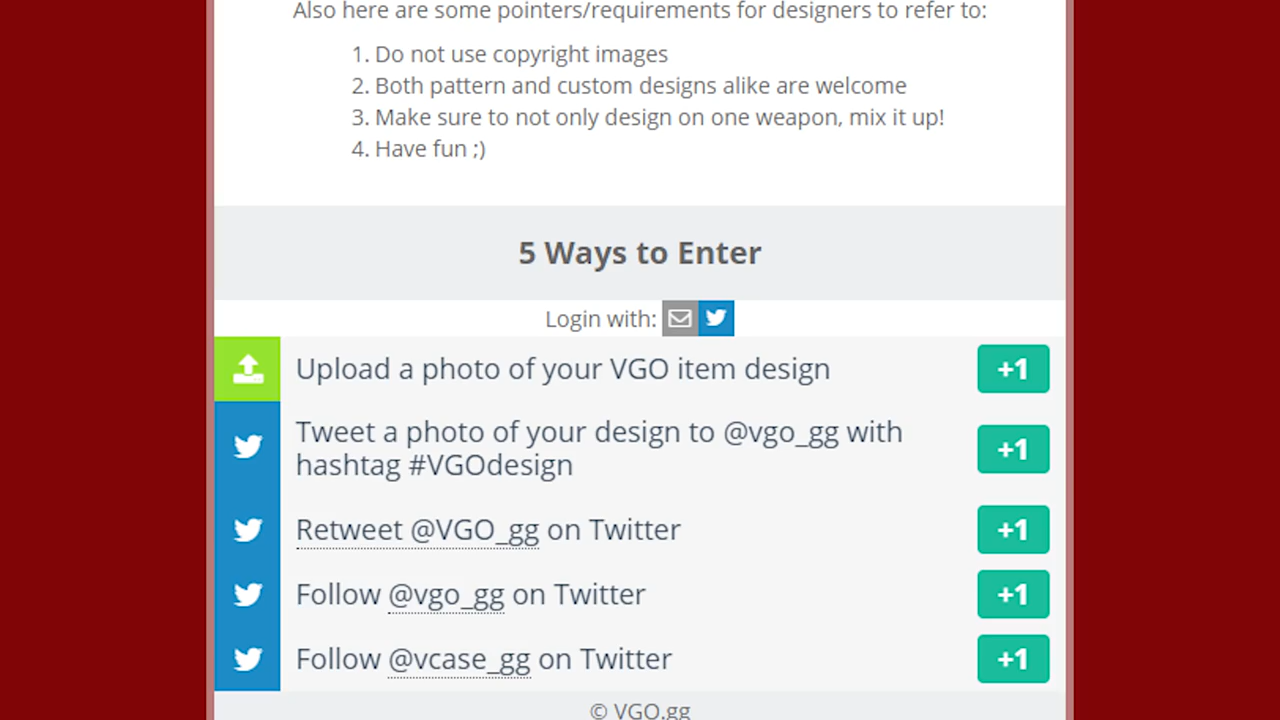 Also here are some pointers/requirements for designers to refer to:
1. Do not use copyright images
2. Both pattern and custom designs alike are welcome
3. Make sure to not only design on one weapon, mix it up!
4. Have fun ;)
5 Ways to Enter
Login with:
Upload a photo of your VGO item design
+1
Tweet a photo of your design to @vgo_gg with
hashtag #VGOdesign
+1
Retweet @VGO_gg on Twitter
+1
Follow @vgo_gg on Twitter
+1
Follow @vcase_gg on Twitter
+1
© VGO.gg